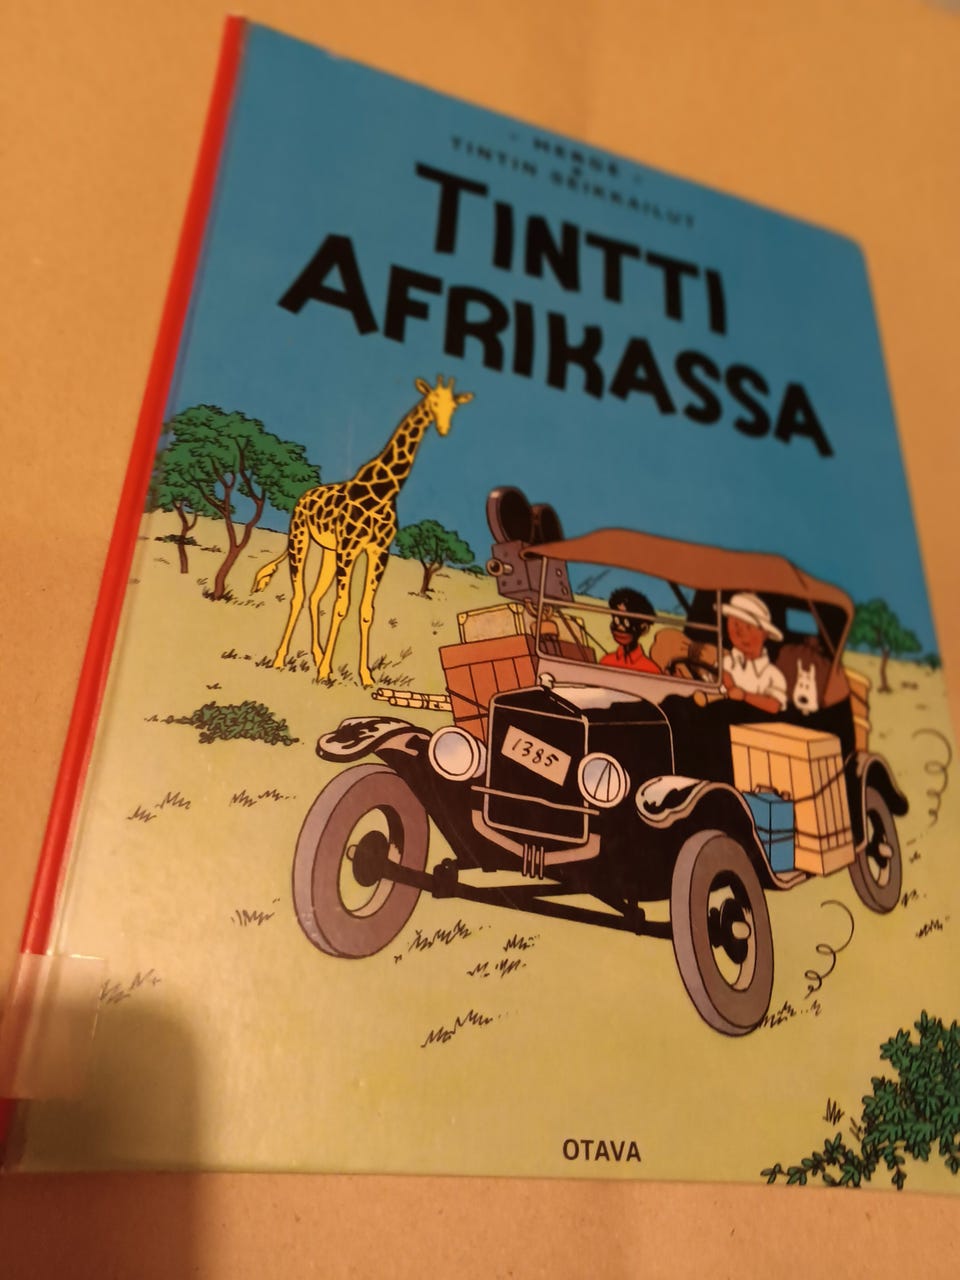 - HERGÉ -
TINTIN SEIKKAILUT
TINTTI
AFRIKASSA
1385
OTAVA